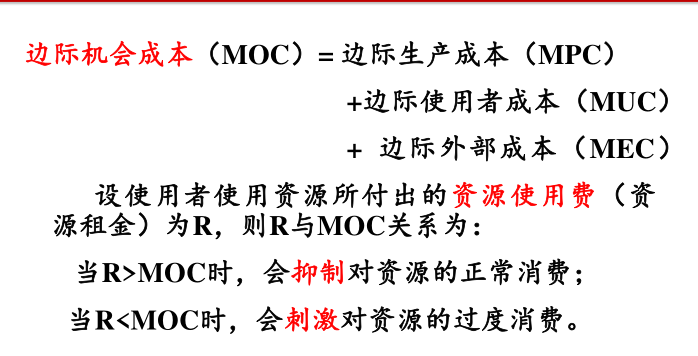 边际机会成本（MOC）= 边际生产成本（MPC）
+边际使用者成本（MUC）
+ 边际外部成本（MEC）
设使用者使用资源所付出的资源使用费（资
源租金）为R，则R与MOC关系为：
当R>MOC时，会抑制对资源的正常消费；
当R<MOC时，会刺激对资源的过度消费。